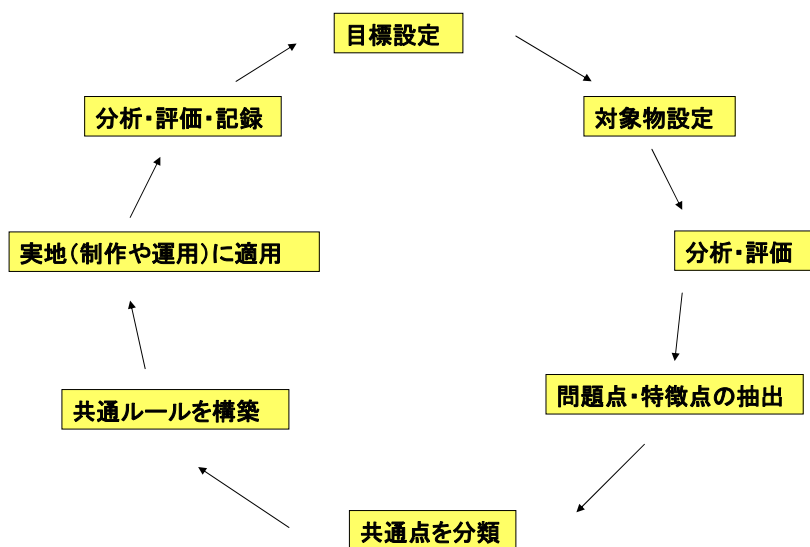 目標設定
対象物設定
分析・評価
問題点・特徴点の抽出
共通点を分類
共通ルールを構築
実地(制作や運用)に適用
分析・評価・記録